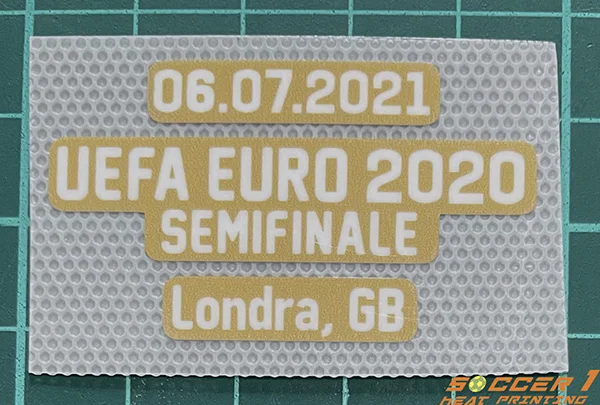 06.07.2021
UEFA EURO 2020
SEMIFINALE
Londra, GB
SOCCER 1
HEAT PRINTING